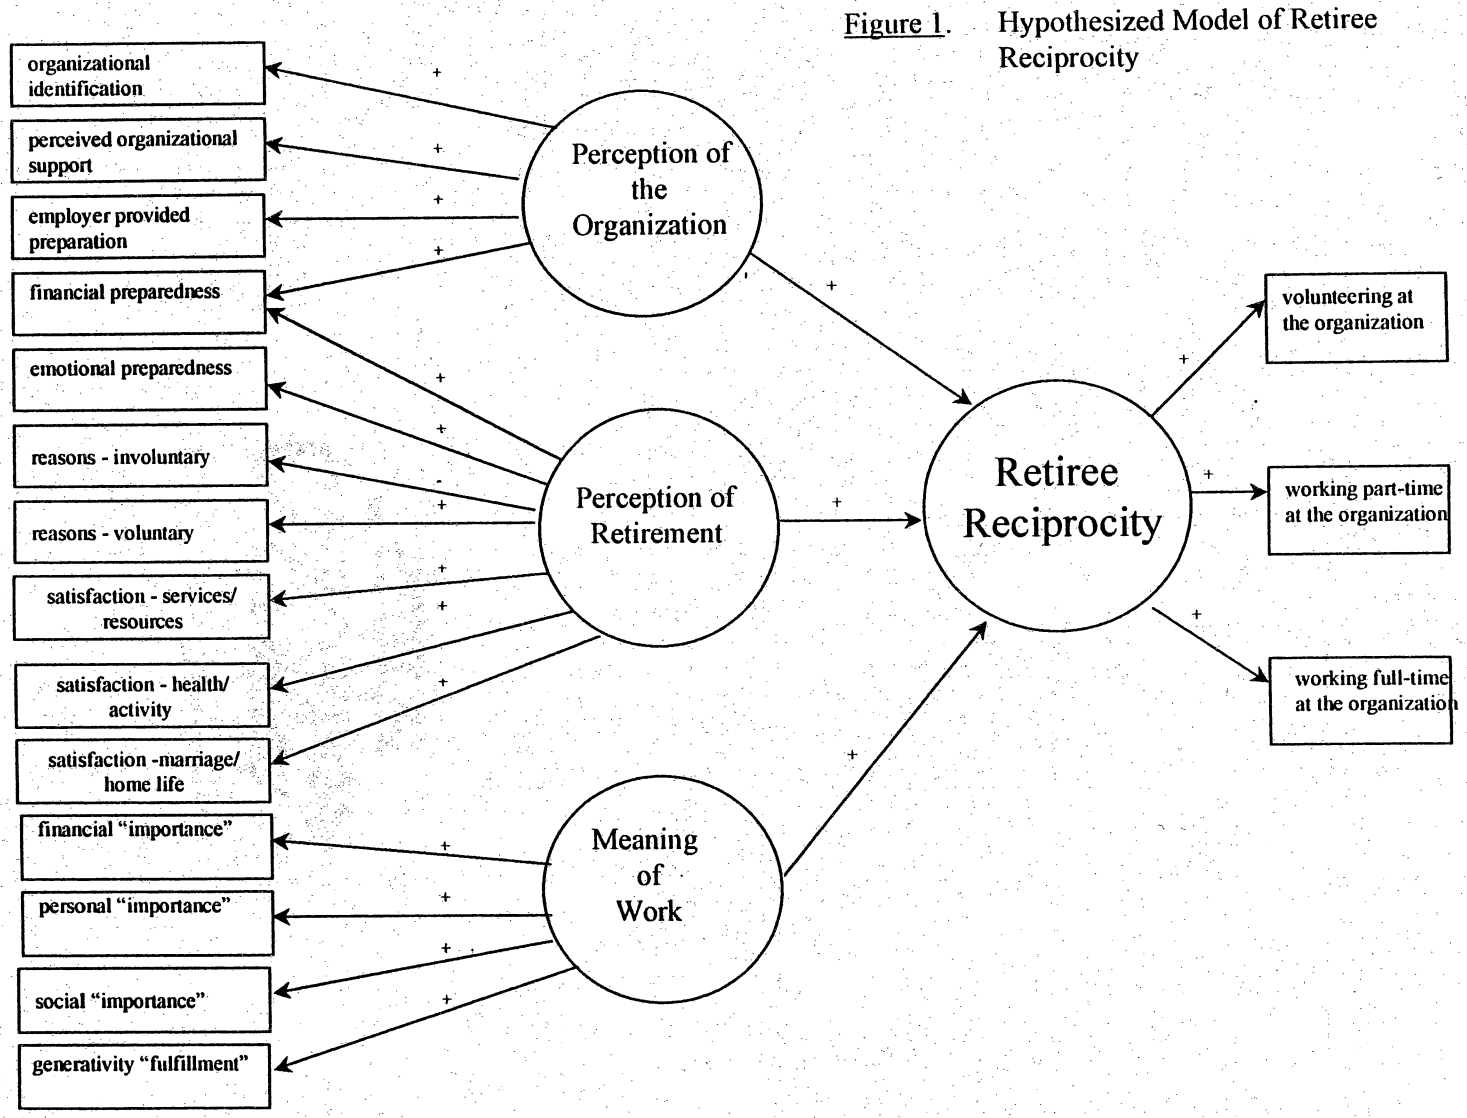 Figure 1. Hypothesized Model of Retiree
Reciprocity
organizational
identification
perceived organizational
support
employer provided
preparation
financial preparedness
emotional preparedness
reasons - involuntary
reasons - voluntary
satisfaction - services/
resources
satisfaction - health/
activity
satisfaction -marriage/
home life
financial “importance”
personal “importance”
social “importance”
generativity “fulfillment”
+
+
+
+
+
+
-
+
+
+
+
+
+
+
+
Perception of
the
Organization
Perception of
Retirement
Meaning
of
Work
+
+
+
Retiree
Reciprocity
+
+
+
volunteering at
the organization
working part-time
at the organization
working full-time
at the organization